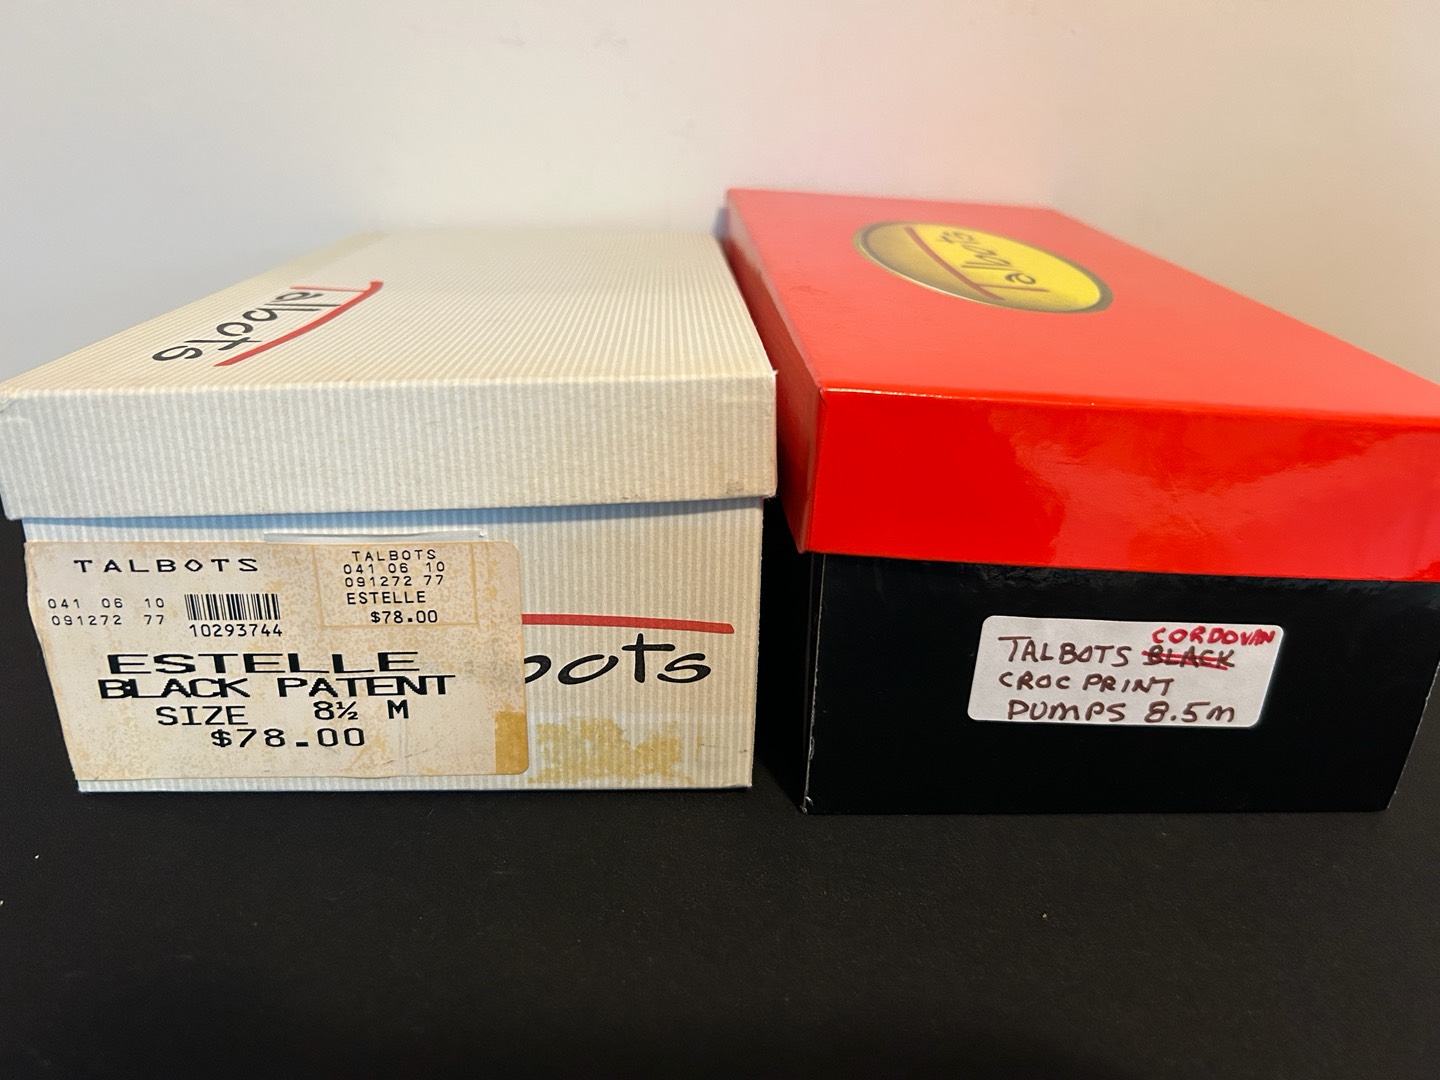 Talbots
Talbots
TALBOTS
041 06 10
091272 77
10293744
TALBOTS
041 06 10
091272 77
ESTELLE
$78.00
ESTELLE
BLACK PATENT
SIZE 8½ M
$78.00
bots
CORDOVAN
TALBOTS BLACK
CROC PRINT
PUMPS 8.5M